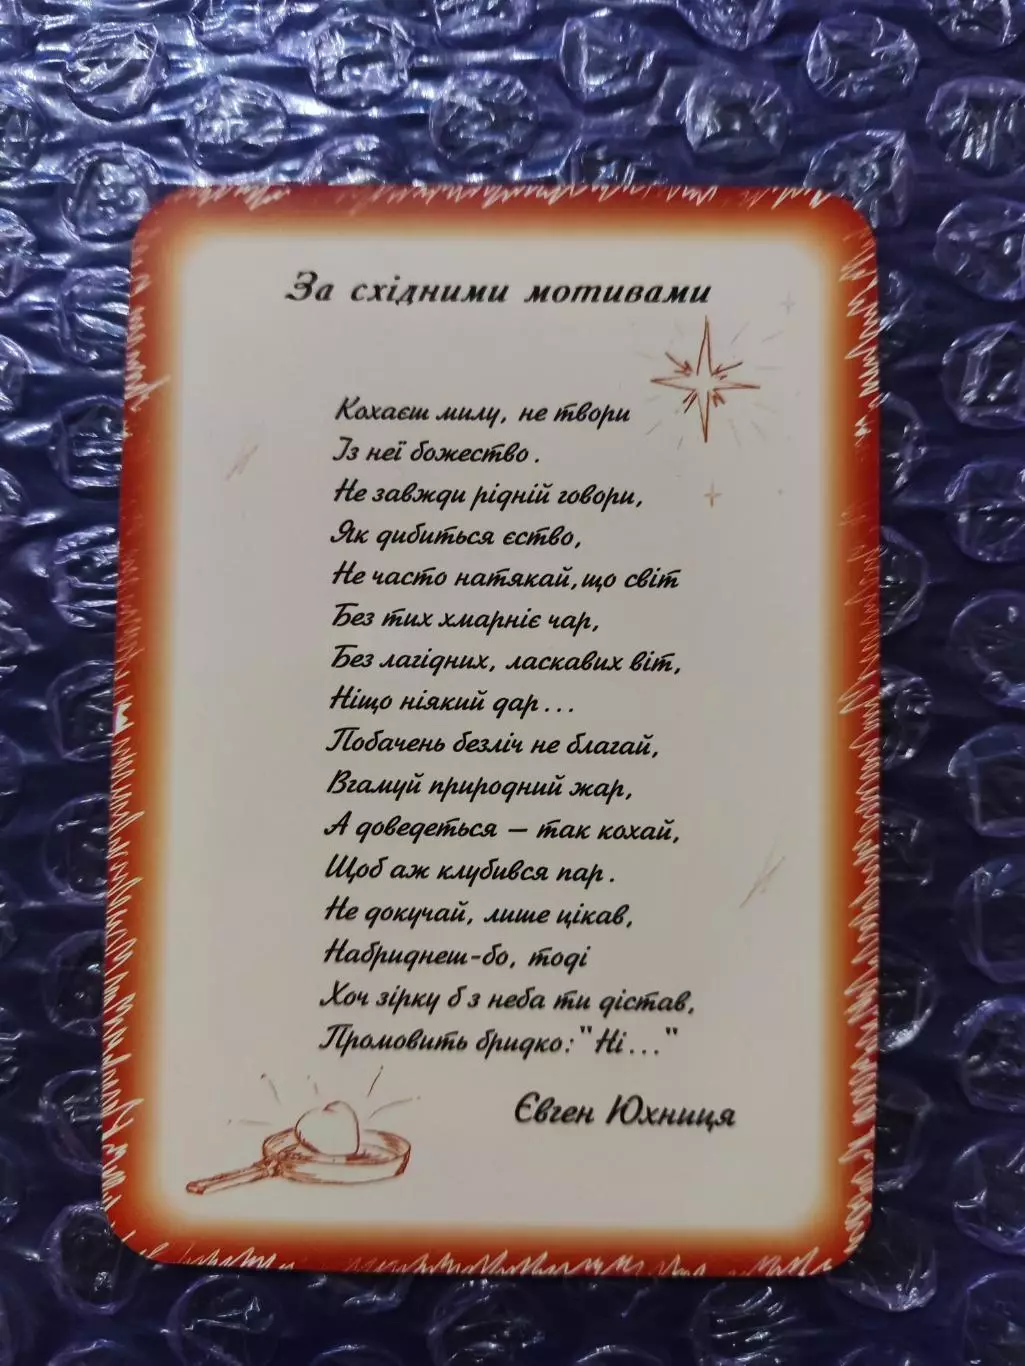 За східними мотивами
Кохаєш милу, не твори
Із неї божество.
Не завжди рідній говори,
Як дибиться єство,
Не часто натякай, що світ
Без тих хмарніє чар,
Без лагідних, ласкавих віт,
Ніщо ніякий дар...
Побачень безліч не благай,
Вгамуй природний жар,
А доведеться – так кохай,
Щоб аж клубився пар.
Не докучай, лише цікав,
Набриднеш-бо, тоді
Хоч зірку б з неба ти дістав,
Промовить бридко: "Ні..."
Євген Юхниця